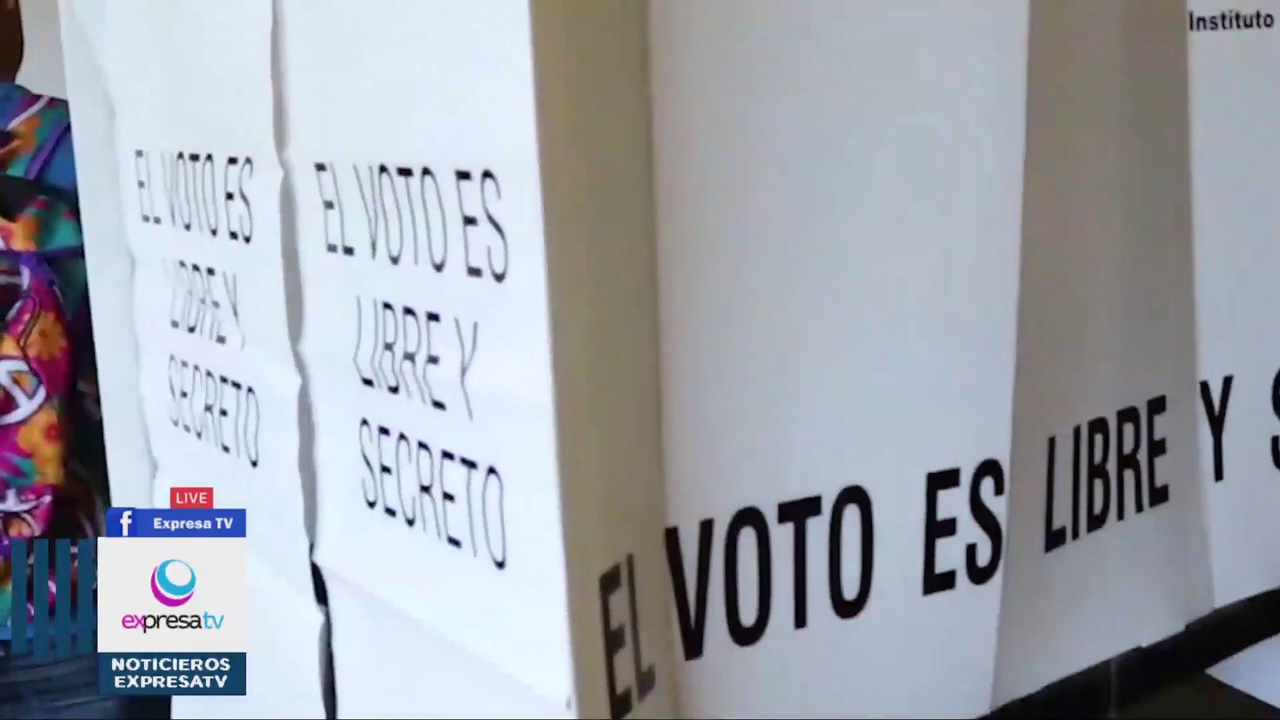 Instituto
EL VOTO ES
LIBRE Y
SECRETO
EL VOTO ES
LIBRE Y
SECRETO
EL VOTO ES LIBRE Y S
LIVE
f Expresa TV
expresatv
NOTICIEROS
EXPRESATV